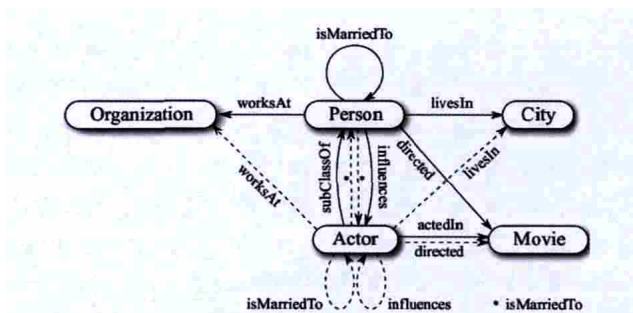 isMarriedTo
Organization
worksAt
Person
livesIn
City
subClassOf
influences
directed
livesIn
worksAt
Actor
actedIn
directed
Movie
isMarriedTo
influences
* isMarriedTo